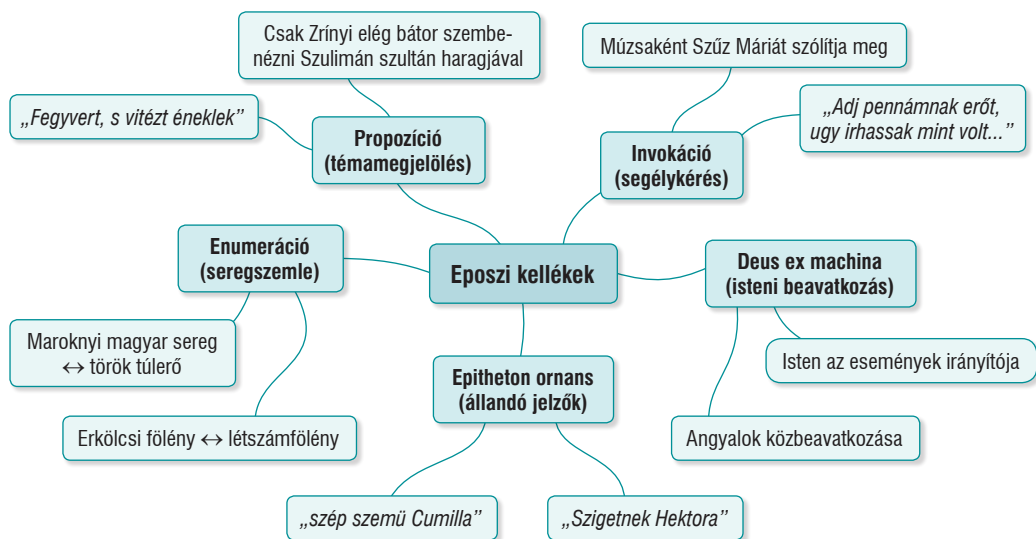 Csak Zrínyi elég bátor szembe-
nézni Szulimán szultán haragjával
Múzsaként Szűz Máriát szólítja meg
„Fegyvert, s vitézt éneklek”
„Adj pennámnak erőt,
ugy irhassak mint volt...”
Propozíció
(témamegjelölés)
Invokáció
(segélykérés)
Enumeráció
(seregszemle)
Eposzi kellékek
Deus ex machina
(isteni beavatkozás)
Maroknyi magyar sereg
↔ török túlerő
Epitheton ornans
(állandó jelzők)
Isten az események irányítója
Erkölcsi fölény ↔ létszámfölény
Angyalok közbeavatkozása
„szép szemü Cumilla”
„Szigetnek Hektora”